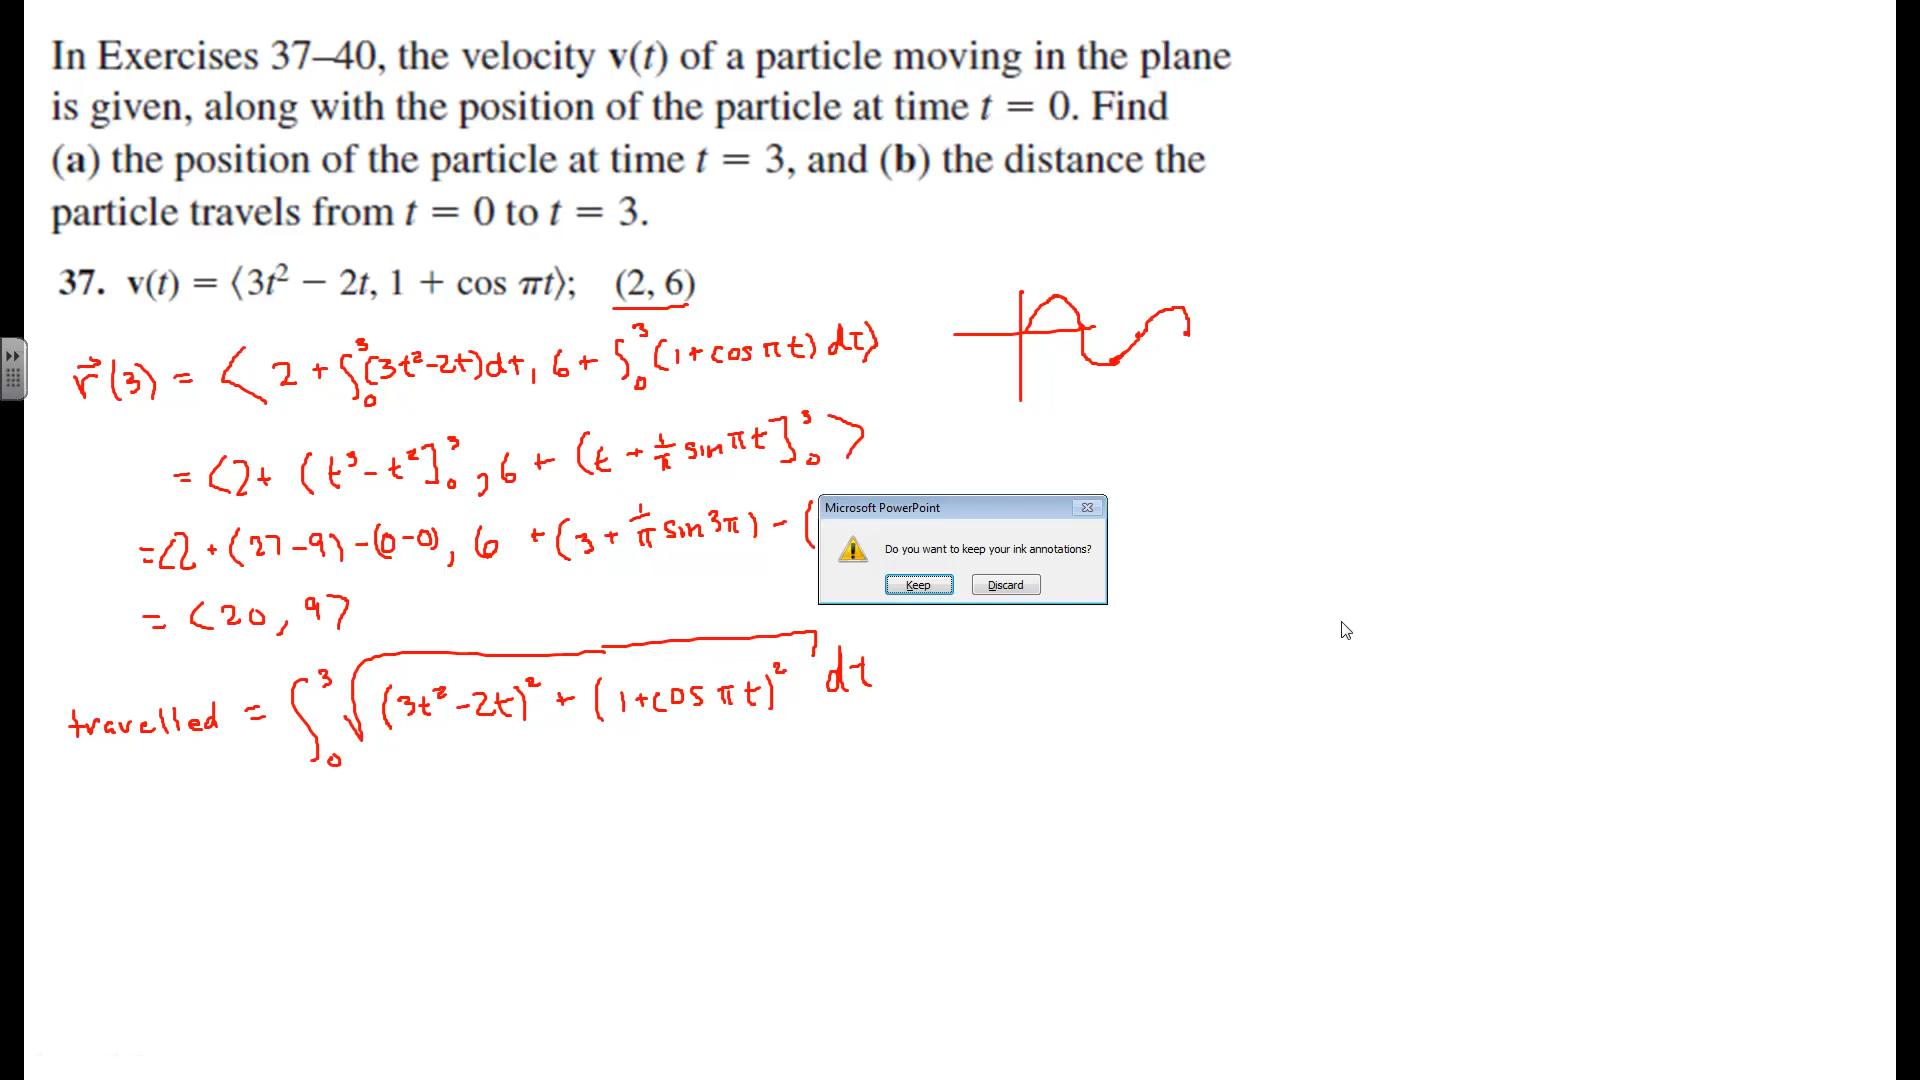 In Exercises 37–40, the velocity v(t) of a particle moving in the plane
is given, along with the position of the particle at time t = 0. Find
(a) the position of the particle at time t = 3, and (b) the distance the
particle travels from t = 0 to t = 3.
37. v(t) = ⟨3t² − 2t, 1 + cos πt⟩; (2, 6)
r⃗(3) = ⟨2 + ∫₀³(3t²-2t)dt, 6 + ∫₀³(1+cos πt)dt⟩
= ⟨2+ (t³-t²]₀³, 6 + (t + 1/π sin πt]₀³⟩
=⟨2 + (27-9) -(0-0), 6 + (3 + 1/π sin 3π) - (
= ⟨20, 9⟩
travelled = ∫₀³ √((3t²-2t)² + (1+cos πt)²) dt
Microsoft PowerPoint
Do you want to keep your ink annotations?
Keep Discard